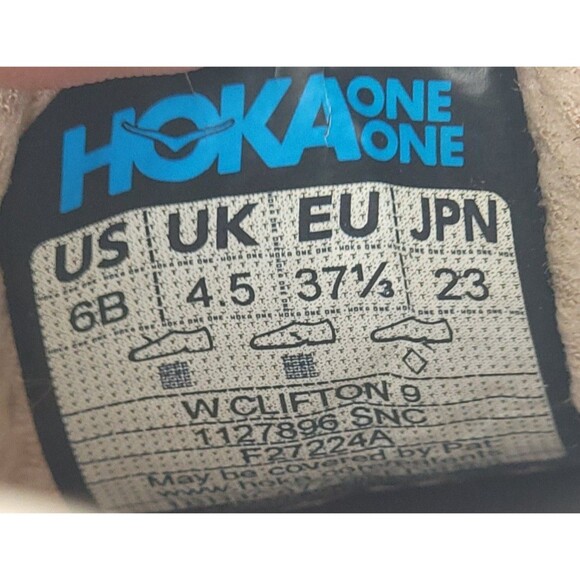 HOKA ONE ONE
US UK EU JPN
6B 4.5 37⅓ 23
W CLIFTON 9
1127896 SNC
F27224A
May be covered by pat